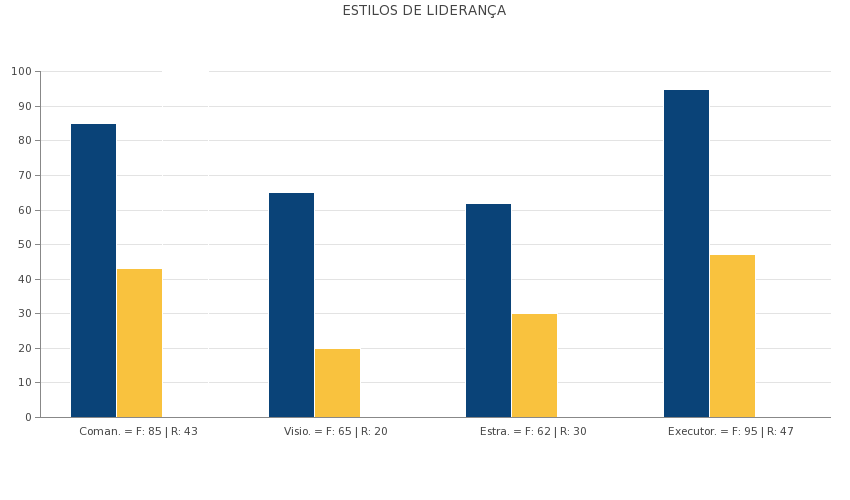 ESTILOS DE LIDERANÇA
100
90
80
70
60
50
40
30
20
10
0
Coman. = F: 85 | R: 43
Visio. = F: 65 | R: 20
Estra. = F: 62 | R: 30
Executor. = F: 95 | R: 47